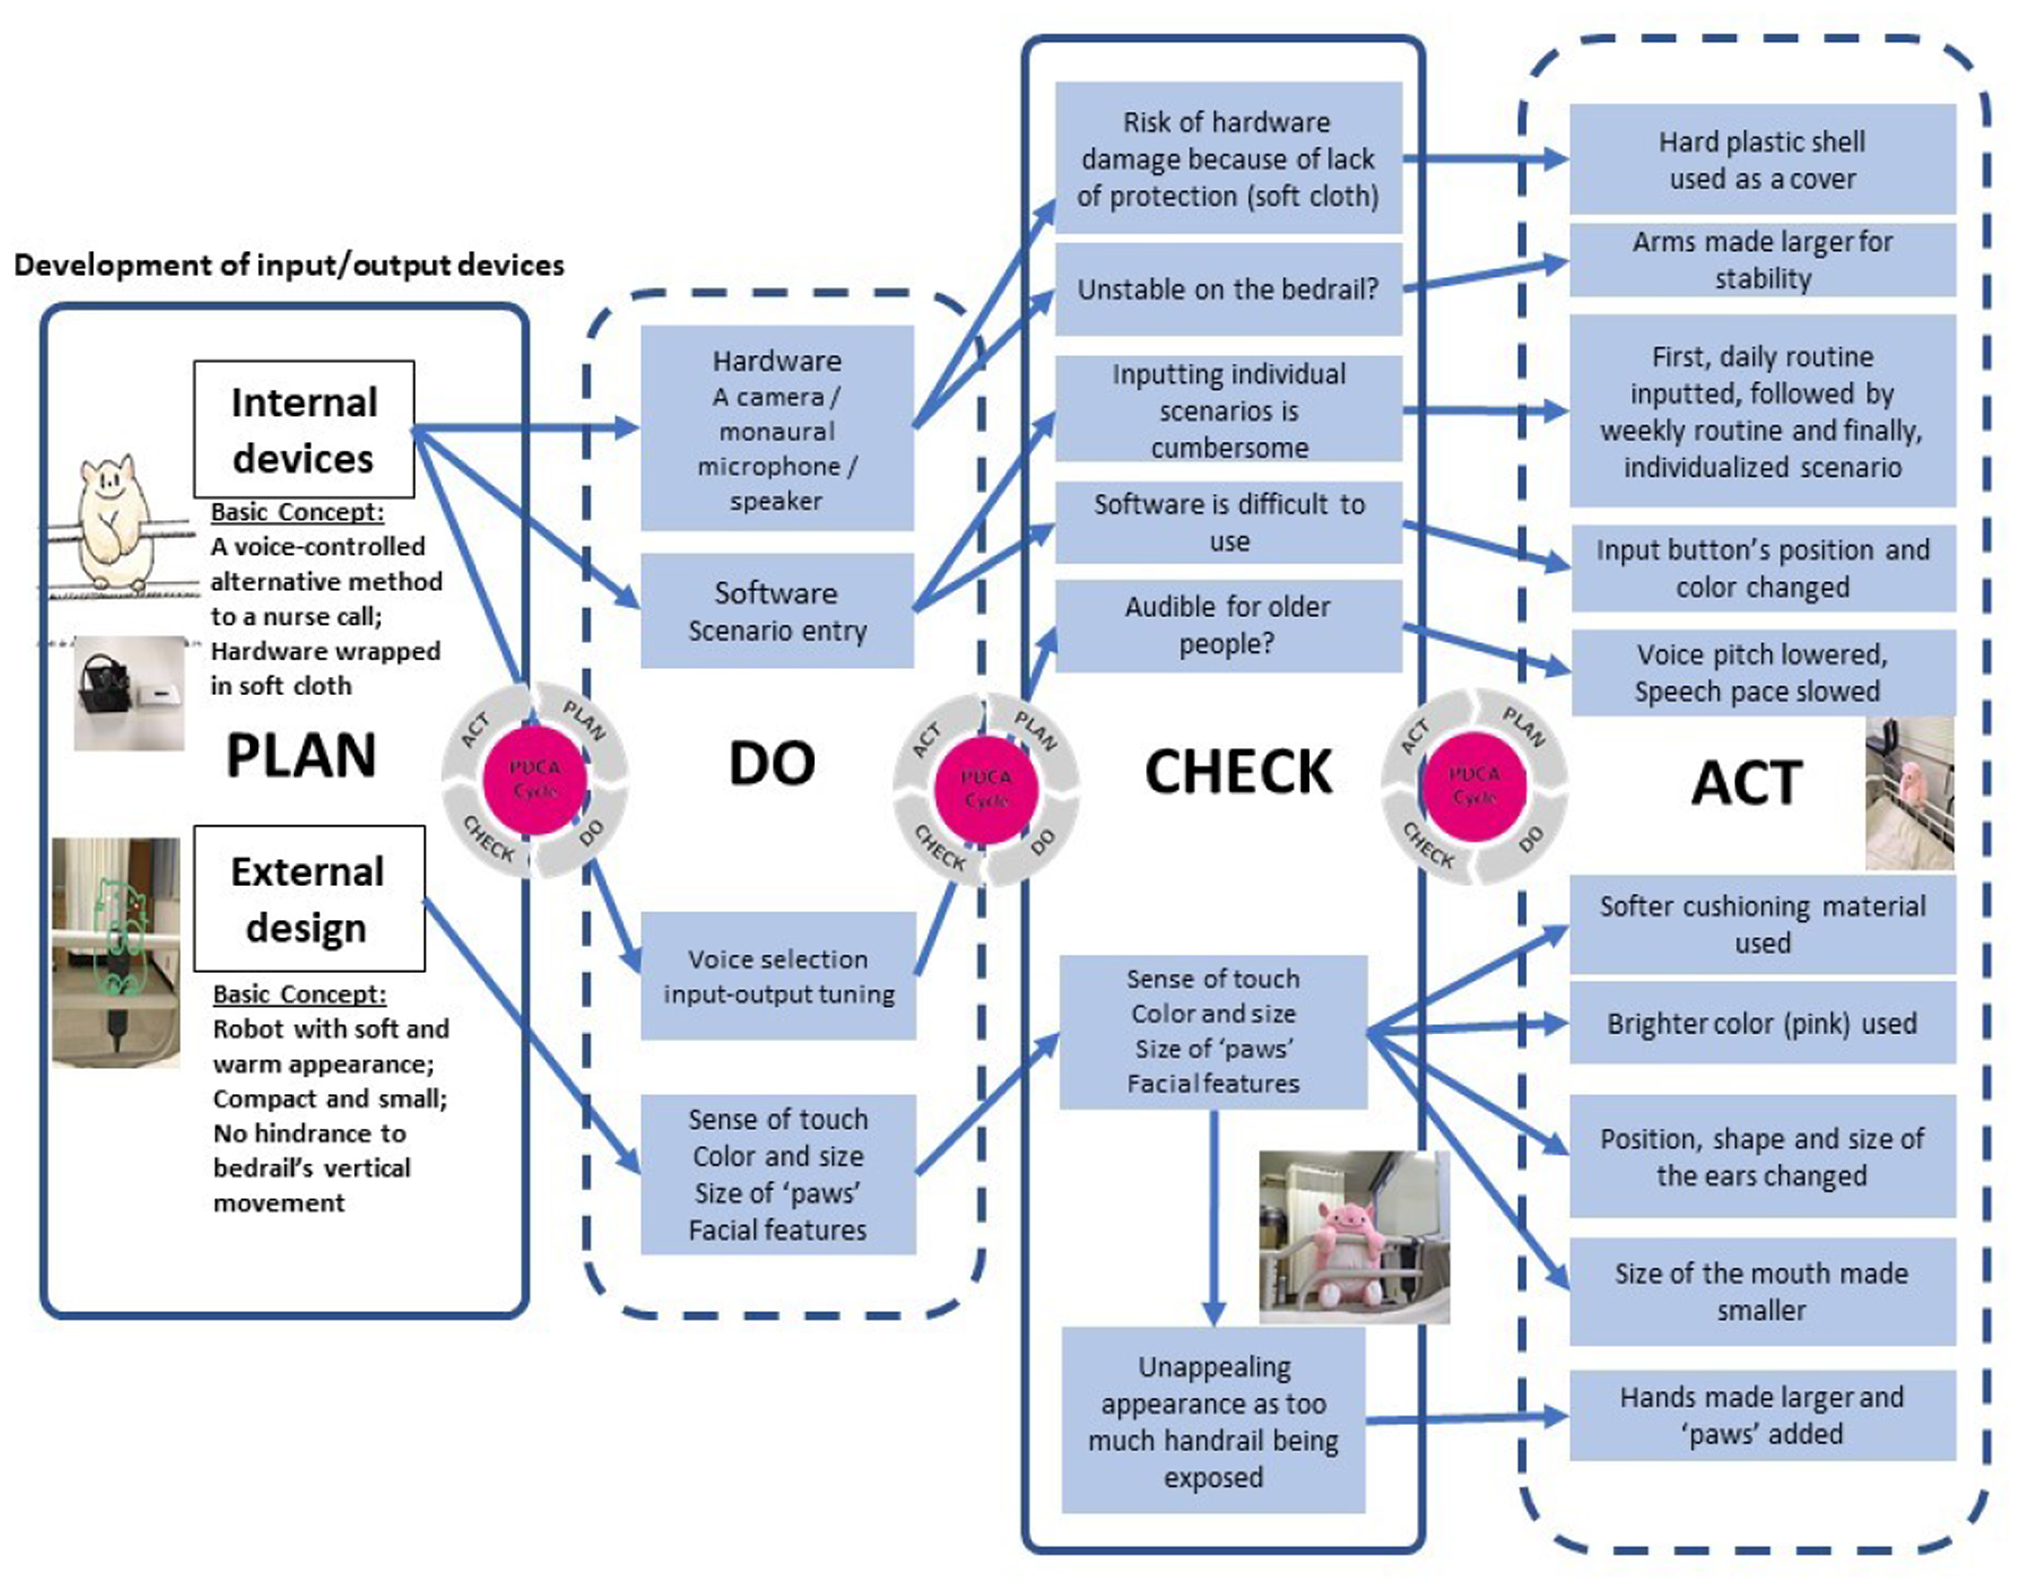 Development of input/output devices
Internal
devices
Basic Concept:
A voice-controlled
alternative method
to a nurse call;
Hardware wrapped
in soft cloth
PLAN
External
design
Basic Concept:
Robot with soft and
warm appearance;
Compact and small;
No hindrance to
bedrail’s vertical
movement
ACT
PLAN
CHECK
DO
PDCA
Cycle
Hardware
A camera /
monaural
microphone /
speaker
Software
Scenario entry
DO
Voice selection
input-output tuning
Sense of touch
Color and size
Size of ‘paws’
Facial features
ACT
PLAN
CHECK
DO
PDCA
Cycle
Risk of hardware
damage because of lack
of protection (soft cloth)
Unstable on the bedrail?
Inputting individual
scenarios is
cumbersome
Software is difficult to
use
Audible for older
people?
CHECK
Sense of touch
Color and size
Size of ‘paws’
Facial features
Unappealing
appearance as too
much handrail being
exposed
ACT
PLAN
CHECK
DO
PDCA
Cycle
Hard plastic shell
used as a cover
Arms made larger for
stability
First, daily routine
inputted, followed by
weekly routine and finally,
individualized scenario
Input button’s position and
color changed
Voice pitch lowered,
Speech pace slowed
ACT
Softer cushioning material
used
Brighter color (pink) used
Position, shape and size of
the ears changed
Size of the mouth made
smaller
Hands made larger and
‘paws’ added